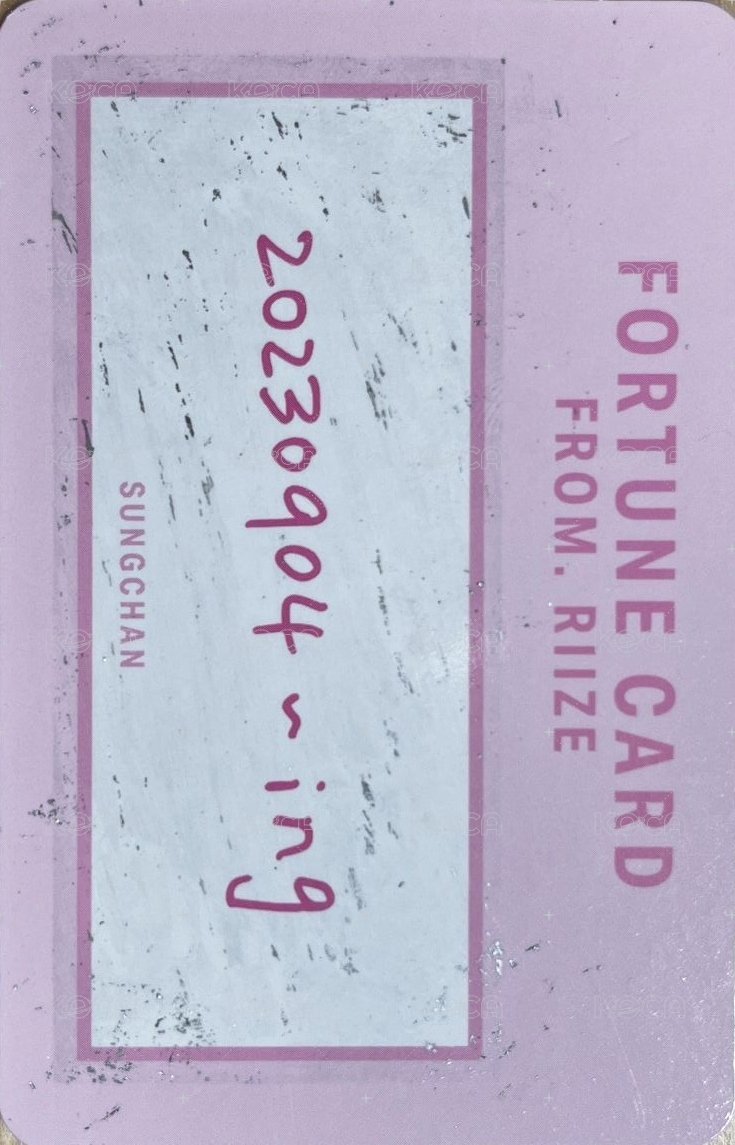 FORTUNE CARD
FROM. RIIZE
20230904 ~ ing
SUNGCHAN